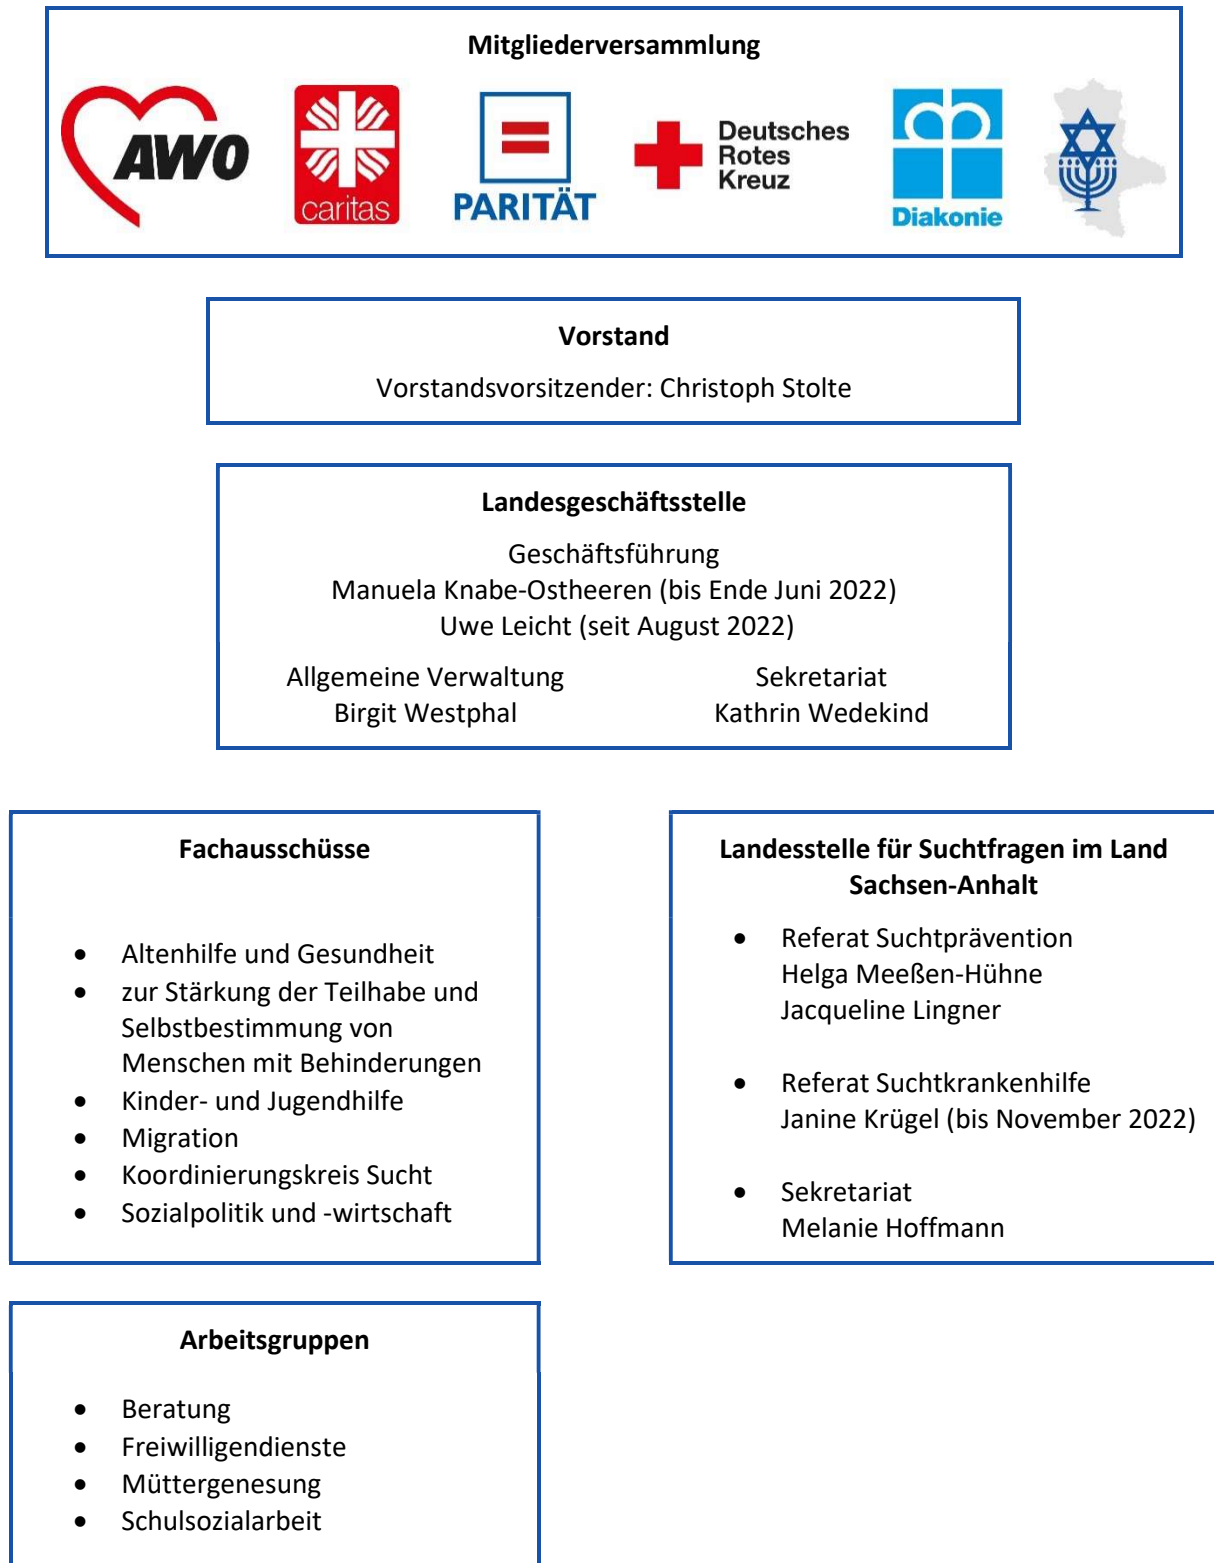 Mitgliederversammlung
AWO
caritas
PARITÄT
Deutsches
Rotes
Kreuz
Diakonie
Vorstand
Vorstandsvorsitzender: Christoph Stolte
Landesgeschäftsstelle
Geschäftsführung
Manuela Knabe-Ostheeren (bis Ende Juni 2022)
Uwe Leicht (seit August 2022)
Allgemeine Verwaltung
Birgit Westphal
Sekretariat
Kathrin Wedekind
Fachausschüsse
• Altenhilfe und Gesundheit
• zur Stärkung der Teilhabe und
Selbstbestimmung von
Menschen mit Behinderungen
• Kinder- und Jugendhilfe
• Migration
• Koordinierungskreis Sucht
• Sozialpolitik und -wirtschaft
Landesstelle für Suchtfragen im Land
Sachsen-Anhalt
• Referat Suchtprävention
Helga Meeßen-Hühne
Jacqueline Lingner
• Referat Suchtkrankenhilfe
Janine Krügel (bis November 2022)
• Sekretariat
Melanie Hoffmann
Arbeitsgruppen
• Beratung
• Freiwilligendienste
• Müttergenesung
• Schulsozialarbeit